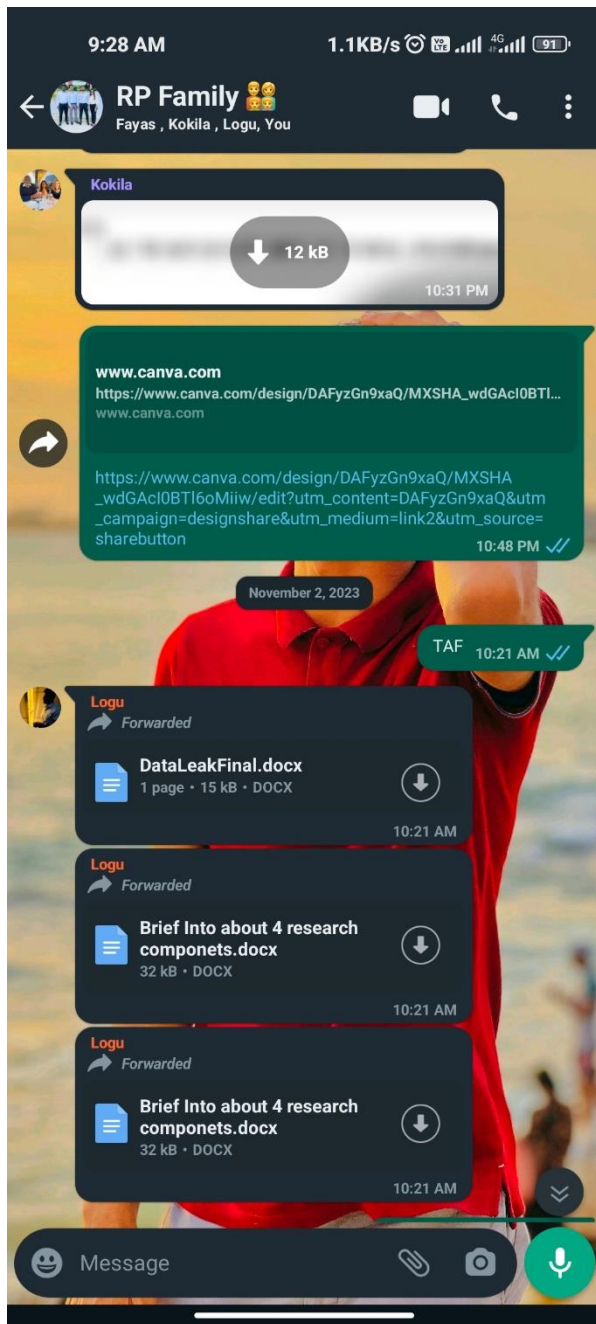 9:28 AM
1.1KB/s
Vo
LTE
4G
91
RP Family
Fayas , Kokila , Logu, You
Kokila
12 kB
10:31 PM
www.canva.com
https://www.canva.com/design/DAFyzGn9xaQ/MXSHA_wdGAcI0BTl...
www.canva.com
https://www.canva.com/design/DAFyzGn9xaQ/MXSHA
_wdGAcI0BTl6oMiiw/edit?utm_content=DAFyzGn9xaQ&utm
_campaign=designshare&utm_medium=link2&utm_source=
sharebutton
10:48 PM
November 2, 2023
TAF
10:21 AM
Logu
Forwarded
DataLeakFinal.docx
1 page • 15 kB • DOCX
10:21 AM
Logu
Forwarded
Brief Into about 4 research
componets.docx
32 kB • DOCX
10:21 AM
Logu
Forwarded
Brief Into about 4 research
componets.docx
32 kB • DOCX
10:21 AM
Message